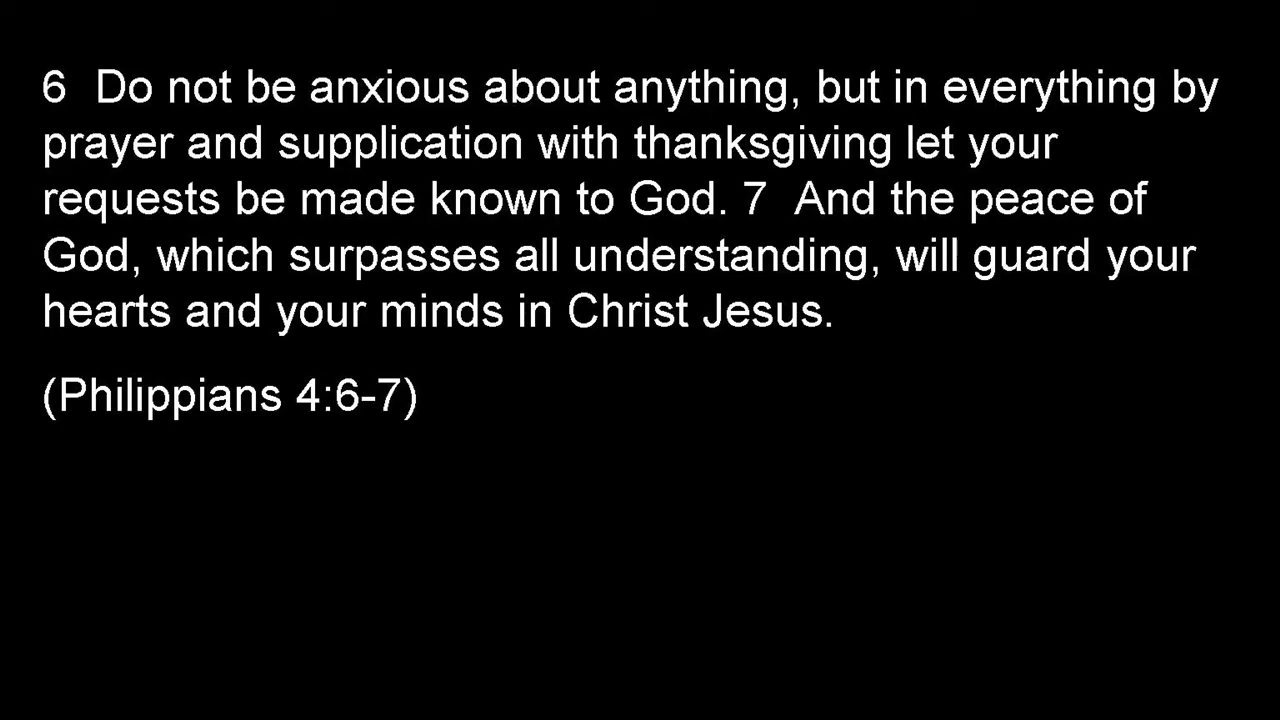 6  Do not be anxious about anything, but in everything by
prayer and supplication with thanksgiving let your
requests be made known to God. 7  And the peace of
God, which surpasses all understanding, will guard your
hearts and your minds in Christ Jesus.
(Philippians 4:6-7)